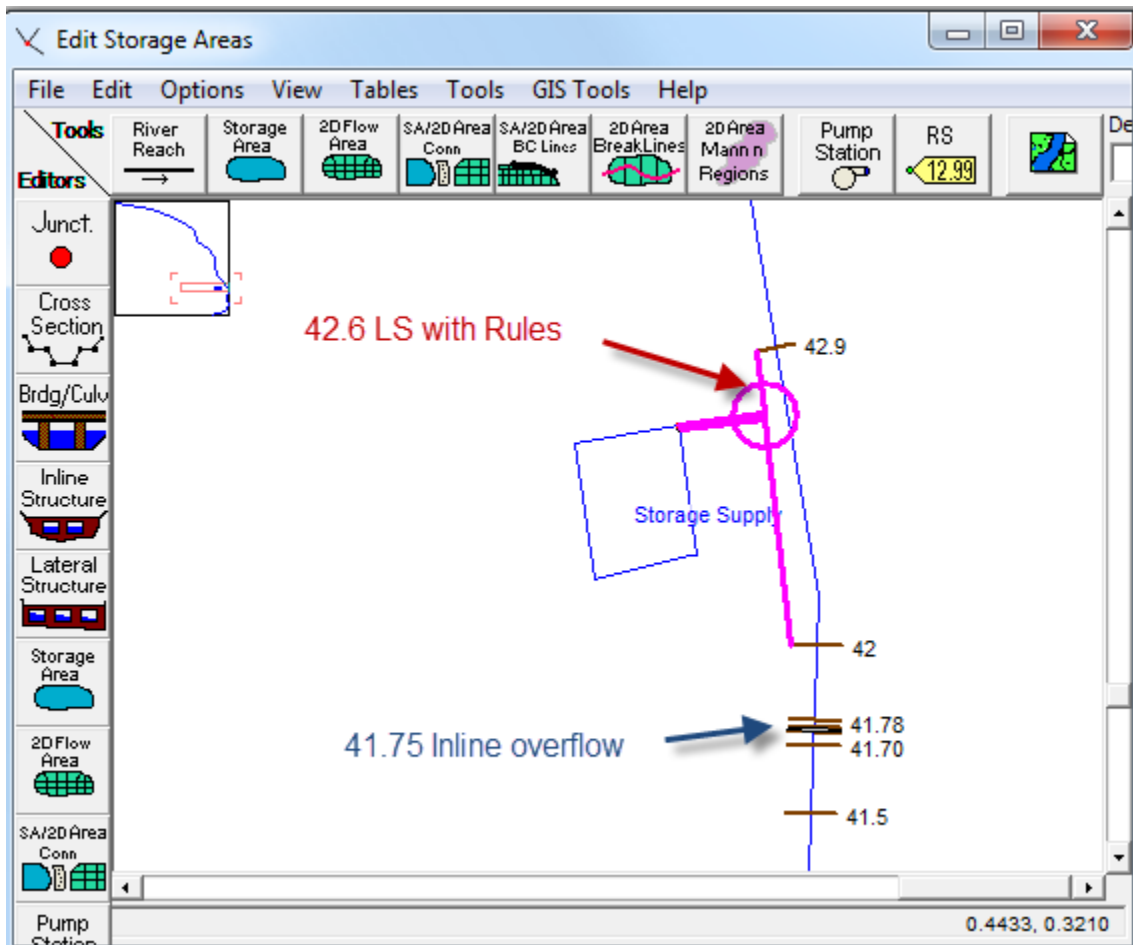 Edit Storage Areas
File Edit Options View Tables Tools GIS Tools Help
Tools
Editors
River
Reach
Storage
Area
2D Flow
Area
SA/2D Area
Conn
SA/2D Area
BC Lines
2D Area
BreakLines
2D Area
Mann n
Regions
Pump
Station
RS
12.99
De
Junct.
Cross
Section
Brdg/Culv
Inline
Structure
Lateral
Structure
Storage
Area
2D Flow
Area
SA/2D Area
Conn
Pump
Station
42.6 LS with Rules
42.9
Storage Supply
42
41.78
41.75 Inline overflow
41.70
41.5
0.4433, 0.3210